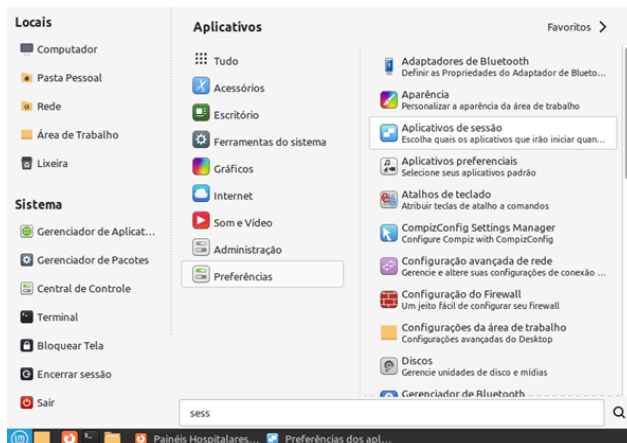 Locais
Computador
Pasta Pessoal
Rede
Área de Trabalho
Lixeira
Sistema
Gerenciador de Aplicat...
Gerenciador de Pacotes
Central de Controle
Terminal
Bloquear Tela
Encerrar sessão
Sair
Aplicativos
Favoritos
Tudo
Acessórios
Escritório
Ferramentas do sistema
Gráficos
Internet
Som e Vídeo
Administração
Preferências
Adaptadores de Bluetooth
Definir as Propriedades do Adaptador de Blueto...
Aparência
Personalizar a aparência da área de trabalho
Aplicativos de sessão
Escolha quais os aplicativos que irão iniciar quan...
Aplicativos preferenciais
Selecione seus aplicativos padrão
Atalhos de teclado
Atribuir teclas de atalho a comandos
CompizConfig Settings Manager
Configure Compiz with CompizConfig
Configuração avançada de rede
Gerencie e altere suas configurações de conexão ...
Configuração do Firewall
Um jeito fácil de configurar seu firewall
Configurações da área de trabalho
Configurações avançadas do Desktop
Discos
Gerencie unidades de disco e mídias
Gerenciador de Bluetooth
sess
Painéis Hospitalares...
Preferências dos apl...